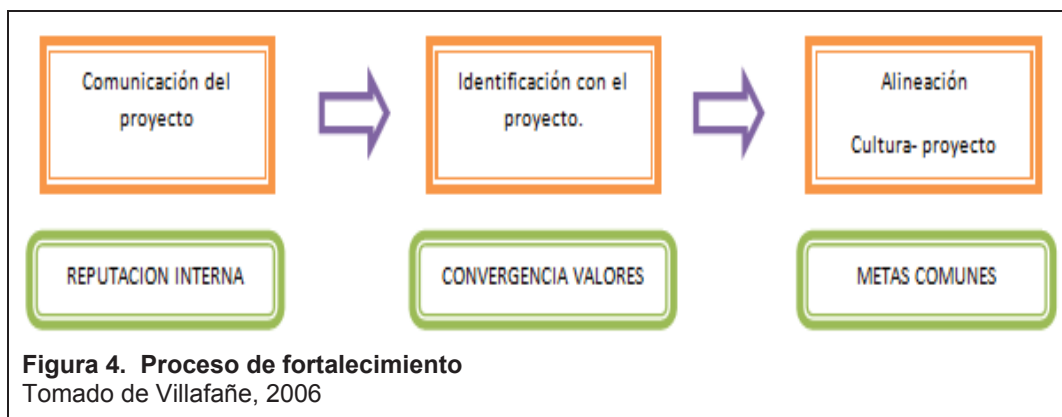 Comunicación del
proyecto
Identificación con el
proyecto.
Alineación
Cultura- proyecto
REPUTACION INTERNA
CONVERGENCIA VALORES
METAS COMUNES
Figura 4. Proceso de fortalecimiento
Tomado de Villafañe, 2006